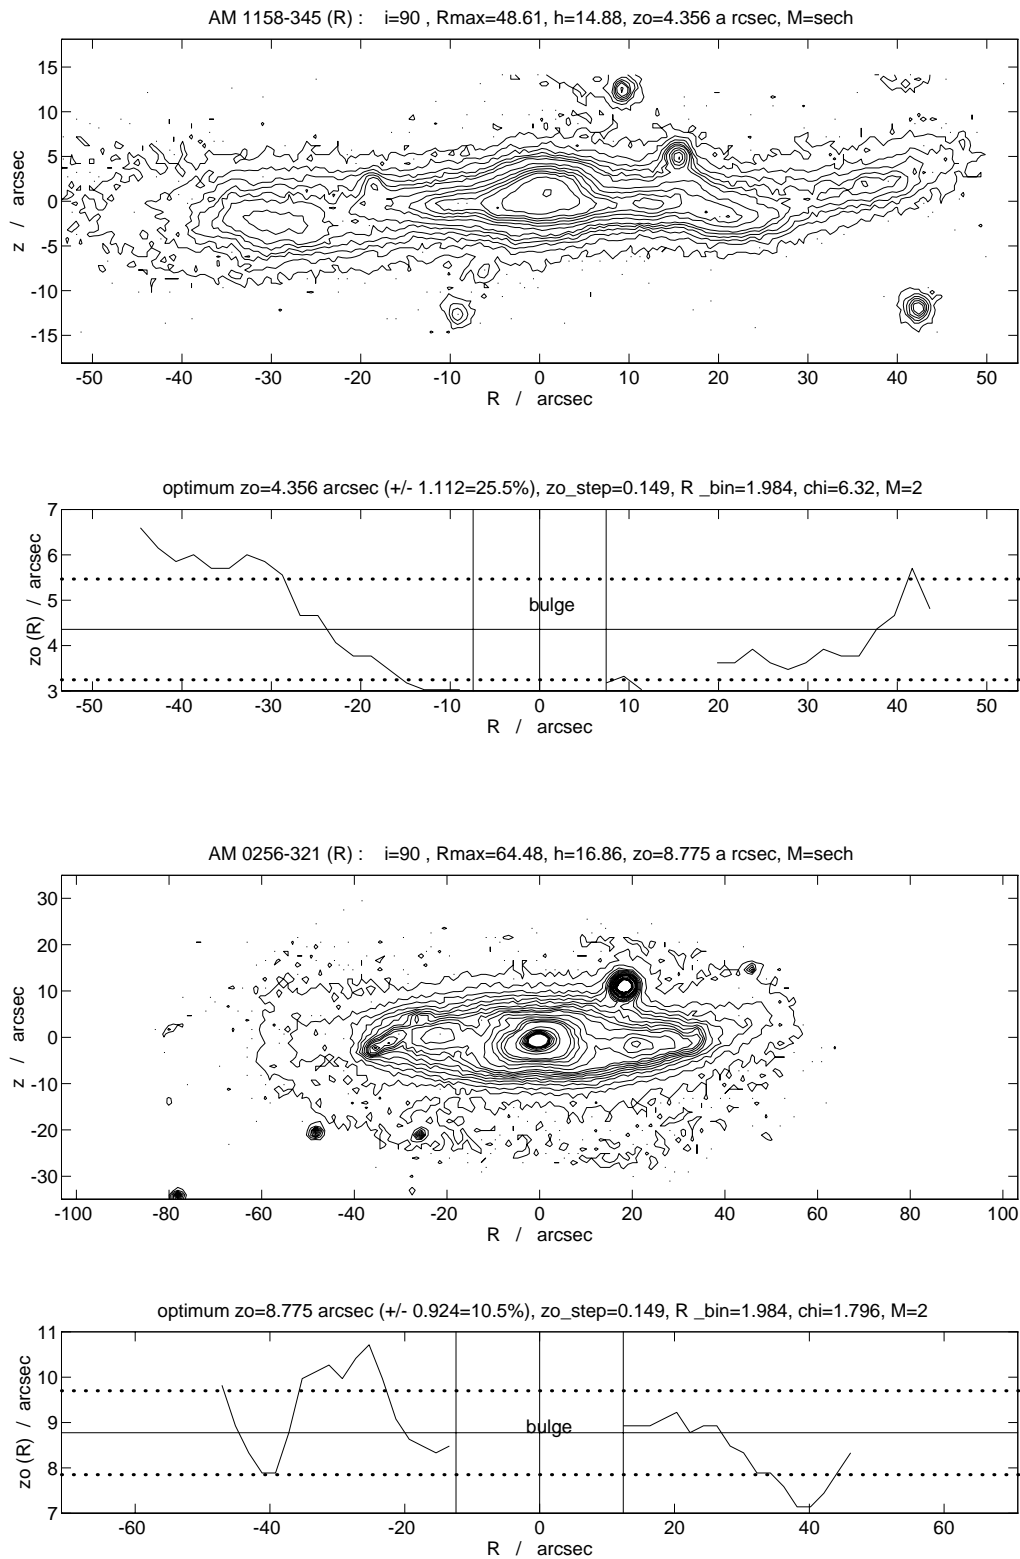 AM 1158-345 (R) : i=90 , Rmax=48.61, h=14.88, zo=4.356 a rcsec, M=sech
15
10
5
0
-5
-10
-15
z / arcsec
-50 -40 -30 -20 -10 0 10 20 30 40 50
R / arcsec
optimum zo=4.356 arcsec (+/- 1.112=25.5%), zo_step=0.149, R _bin=1.984, chi=6.32, M=2
7
6
5
4
3
zo (R) / arcsec
bulge
-50 -40 -30 -20 -10 0 10 20 30 40 50
R / arcsec
AM 0256-321 (R) : i=90 , Rmax=64.48, h=16.86, zo=8.775 a rcsec, M=sech
30
20
10
0
-10
-20
-30
z / arcsec
-100 -80 -60 -40 -20 0 20 40 60 80 100
R / arcsec
optimum zo=8.775 arcsec (+/- 0.924=10.5%), zo_step=0.149, R _bin=1.984, chi=1.796, M=2
11
10
9
8
7
zo (R) / arcsec
bulge
-60 -40 -20 0 20 40 60
R / arcsec